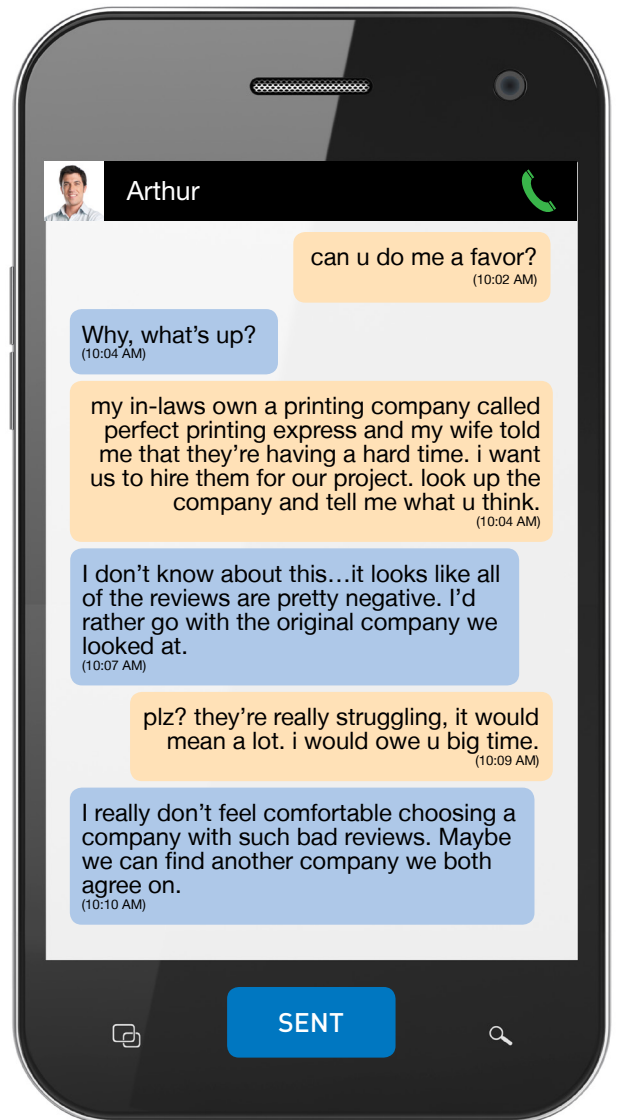 Arthur
can u do me a favor?
(10:02 AM)
Why, what’s up?
(10:04 AM)
my in-laws own a printing company called
perfect printing express and my wife told
me that they’re having a hard time. i want
us to hire them for our project. look up the
company and tell me what u think.
(10:04 AM)
I don’t know about this…it looks like all
of the reviews are pretty negative. I’d
rather go with the original company we
looked at.
(10:07 AM)
plz? they’re really struggling, it would
mean a lot. i would owe u big time.
(10:09 AM)
I really don’t feel comfortable choosing a
company with such bad reviews. Maybe
we can find another company we both
agree on.
(10:10 AM)
SENT